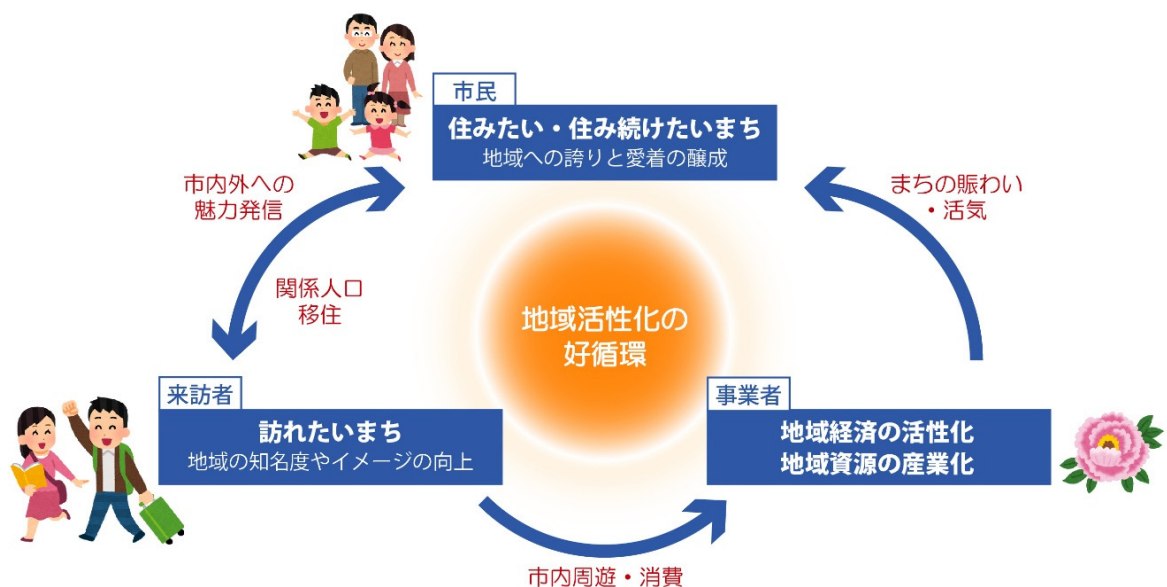 市民
住みたい・住み続けたいまち
地域への誇りと愛着の醸成
市内外への
魅力発信
まちの賑わい
・活気
関係人口
移住
地域活性化の
好循環
来訪者
訪れたいまち
地域の知名度やイメージの向上
事業者
地域経済の活性化
地域資源の産業化
市内周遊・消費